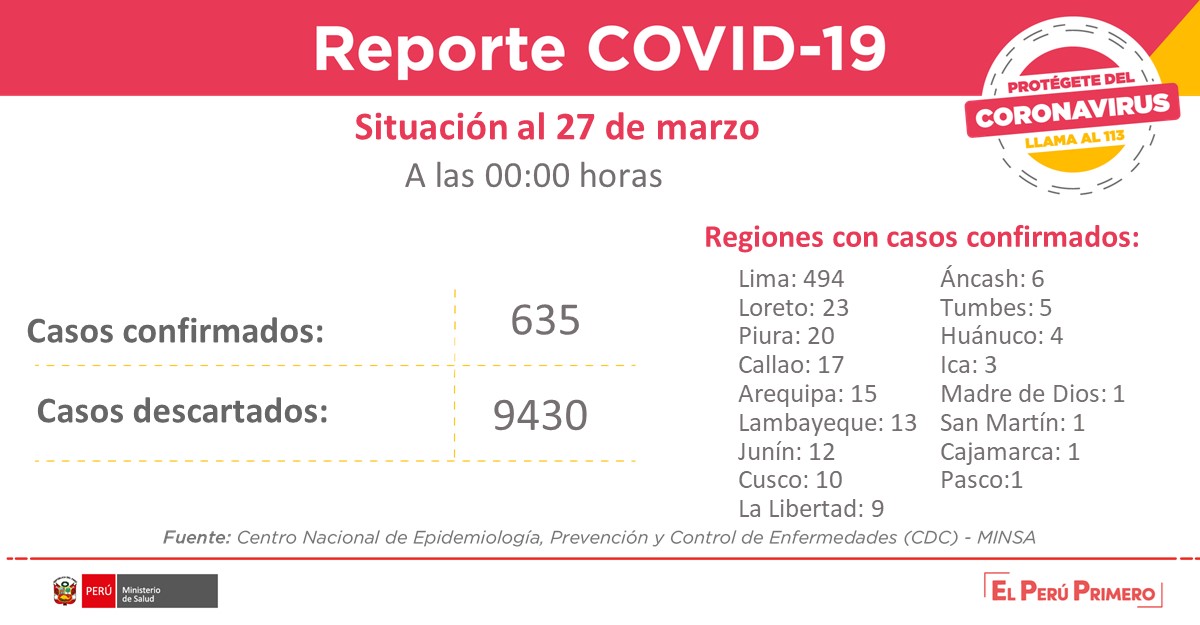 Reporte COVID-19
PROTÉGETE DEL
CORONAVIRUS
LLAMA AL 113
Situación al 27 de marzo
A las 00:00 horas
Casos confirmados:
635
Casos descartados:
9430
Regiones con casos confirmados:
Lima: 494
Loreto: 23
Piura: 20
Callao: 17
Arequipa: 15
Lambayeque: 13
Junín: 12
Cusco: 10
La Libertad: 9
Áncash: 6
Tumbes: 5
Huánuco: 4
Ica: 3
Madre de Dios: 1
San Martín: 1
Cajamarca: 1
Pasco:1
Fuente: Centro Nacional de Epidemiología, Prevención y Control de Enfermedades (CDC) - MINSA
PERÚ
Ministerio
de Salud
EL PERÚ PRIMERO